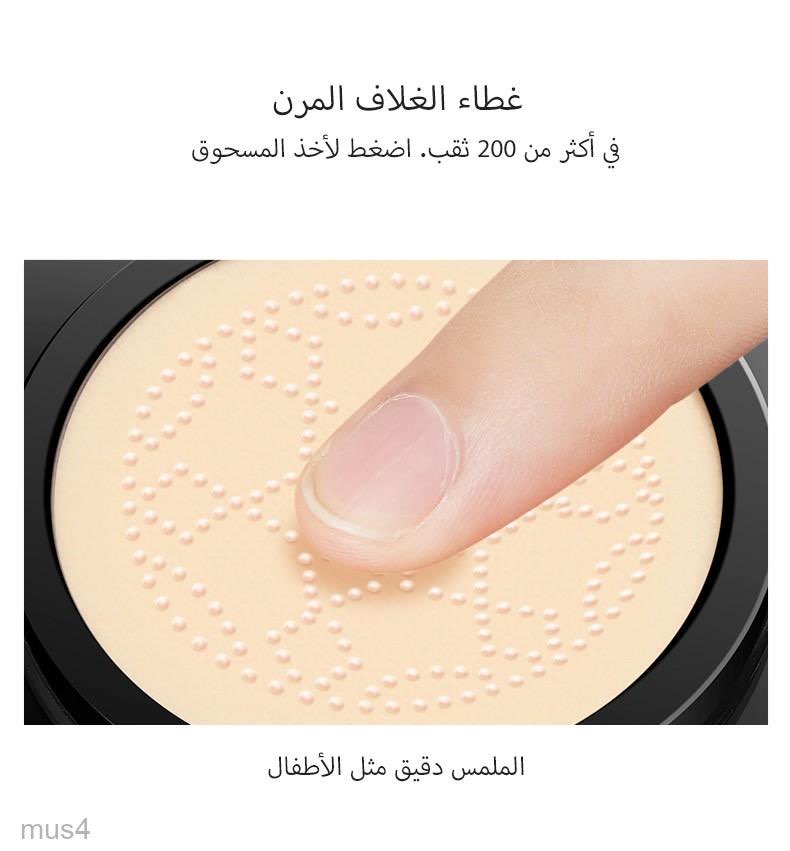 غطاء الغلاف المرن
في أكثر من 200 ثقب. اضغط لأخذ المسحوق
الملمس دقيق مثل الأطفال
mus4